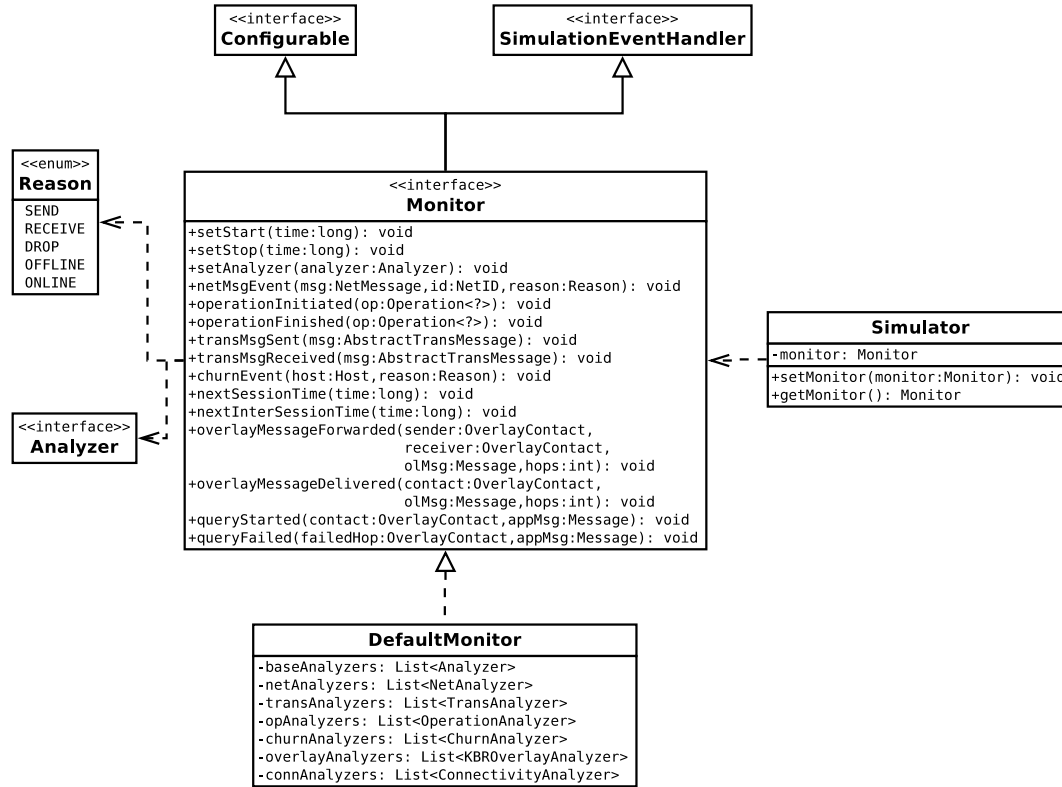 <<interface>>
Configurable
<<interface>>
SimulationEventHandler
<<enum>>
Reason
SEND
RECEIVE
DROP
OFFLINE
ONLINE
<<interface>>
Analyzer
<<interface>>
Monitor
+setStart(time:long): void
+setStop(time:long): void
+setAnalyzer(analyzer:Analyzer): void
+netMsgEvent(msg:NetMessage,id:NetID,reason:Reason): void
+operationInitiated(op:Operation<?>): void
+operationFinished(op:Operation<?>): void
+transMsgSent(msg:AbstractTransMessage): void
+transMsgReceived(msg:AbstractTransMessage): void
+churnEvent(host:Host,reason:Reason): void
+nextSessionTime(time:long): void
+nextInterSessionTime(time:long): void
+overlayMessageForwarded(sender:OverlayContact,
receiver:OverlayContact,
olMsg:Message,hops:int): void
+overlayMessageDelivered(contact:OverlayContact,
olMsg:Message,hops:int): void
+queryStarted(contact:OverlayContact,appMsg:Message): void
+queryFailed(failedHop:OverlayContact,appMsg:Message): void
Simulator
-monitor: Monitor
+setMonitor(monitor:Monitor): void
+getMonitor(): Monitor
DefaultMonitor
-baseAnalyzers: List<Analyzer>
-netAnalyzers: List<NetAnalyzer>
-transAnalyzers: List<TransAnalyzer>
-opAnalyzers: List<OperationAnalyzer>
-churnAnalyzers: List<ChurnAnalyzer>
-overlayAnalyzers: List<KBROverlayAnalyzer>
-connAnalyzers: List<ConnectivityAnalyzer>